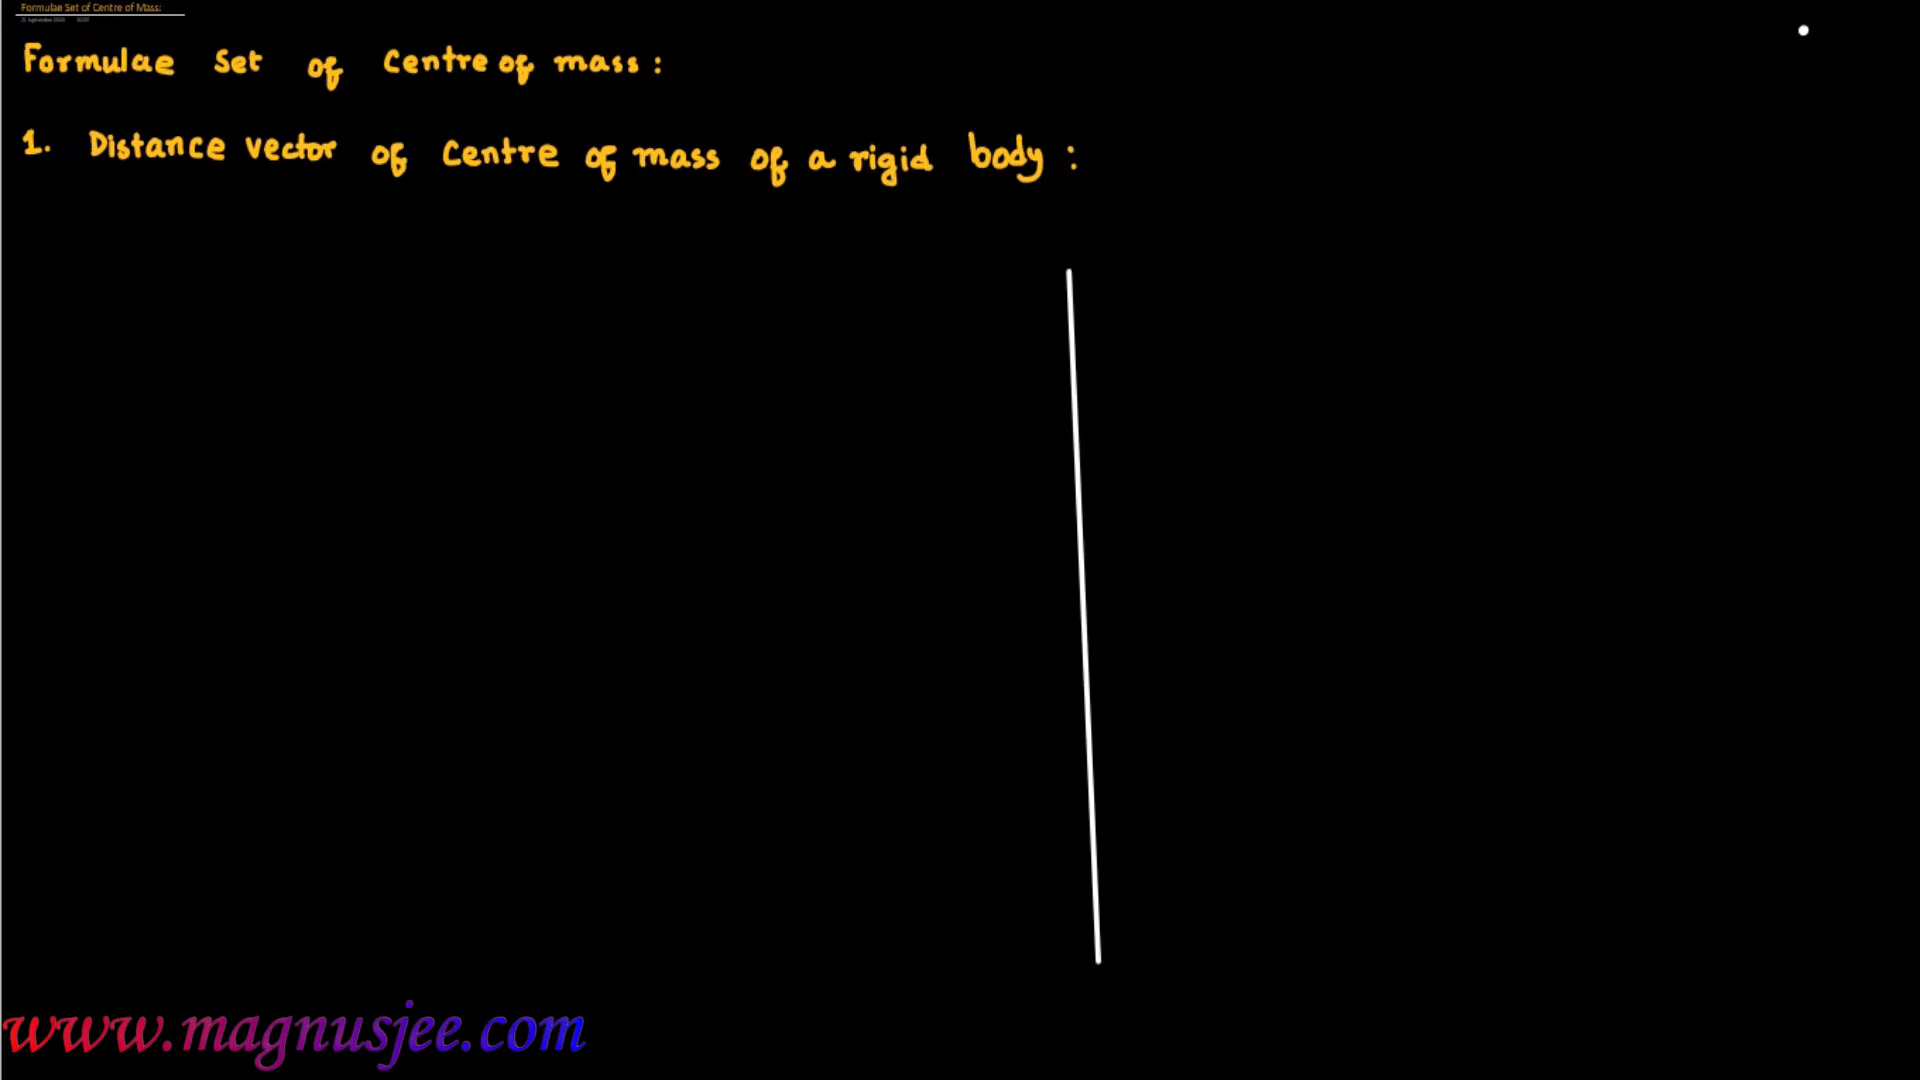 Formulae Set of Centre of Mass:
Formulae Set of Centre of mass :
1. Distance vector of Centre of mass of a rigid body :
www.magnusjee.com